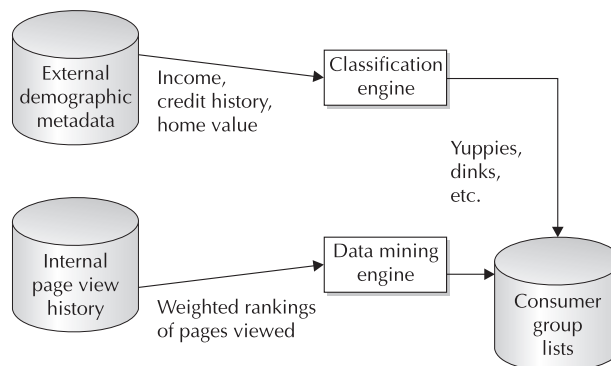 External
demographic
metadata
Income,
credit history,
home value
Classification
engine
Yuppies,
dinks,
etc.
Internal
page view
history
Weighted rankings
of pages viewed
Data mining
engine
Consumer
group
lists